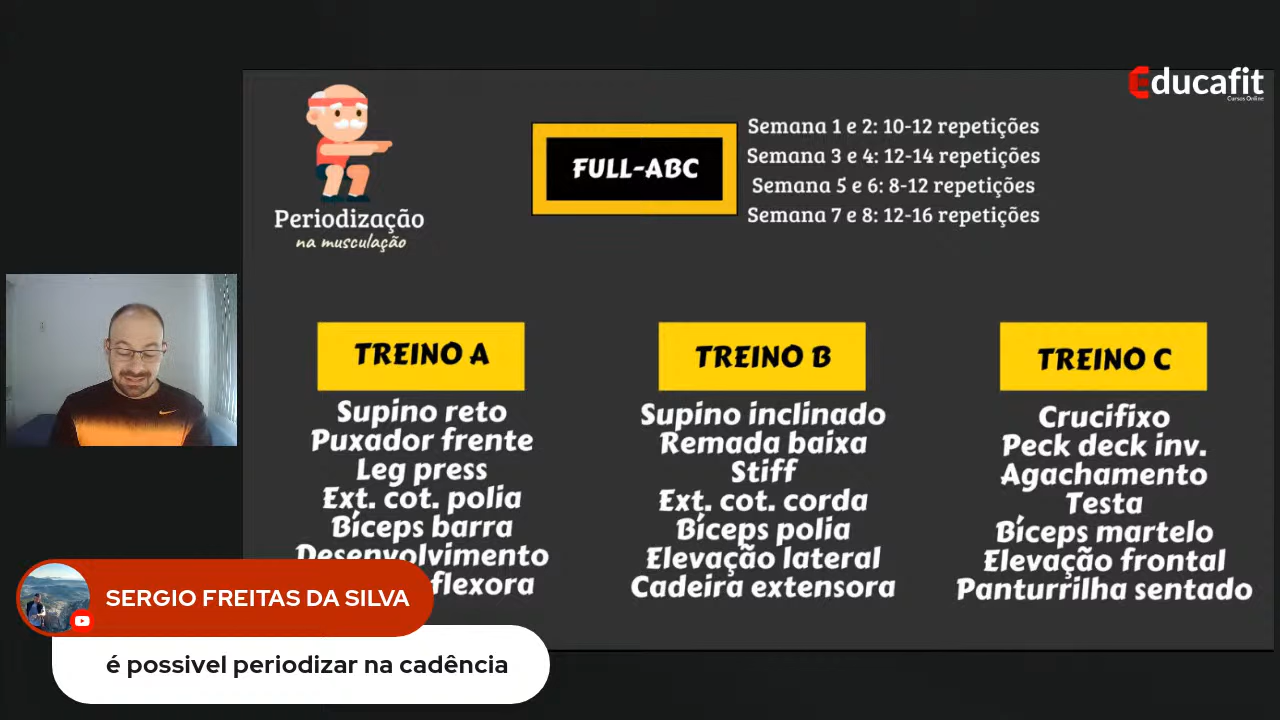 Educafit
Cursos Online
Periodização
na musculação
FULL-ABC
Semana 1 e 2: 10-12 repetições
Semana 3 e 4: 12-14 repetições
Semana 5 e 6: 8-12 repetições
Semana 7 e 8: 12-16 repetições
TREINO A
Supino reto
Puxador frente
Leg press
Ext. cot. polia
Bíceps barra
Desenvolvimento
flexora
TREINO B
Supino inclinado
Remada baixa
Stiff
Ext. cot. corda
Bíceps polia
Elevação lateral
Cadeira extensora
TREINO C
Crucifixo
Peck deck inv.
Agachamento
Testa
Bíceps martelo
Elevação frontal
Panturrilha sentado
SERGIO FREITAS DA SILVA
é possivel periodizar na cadência